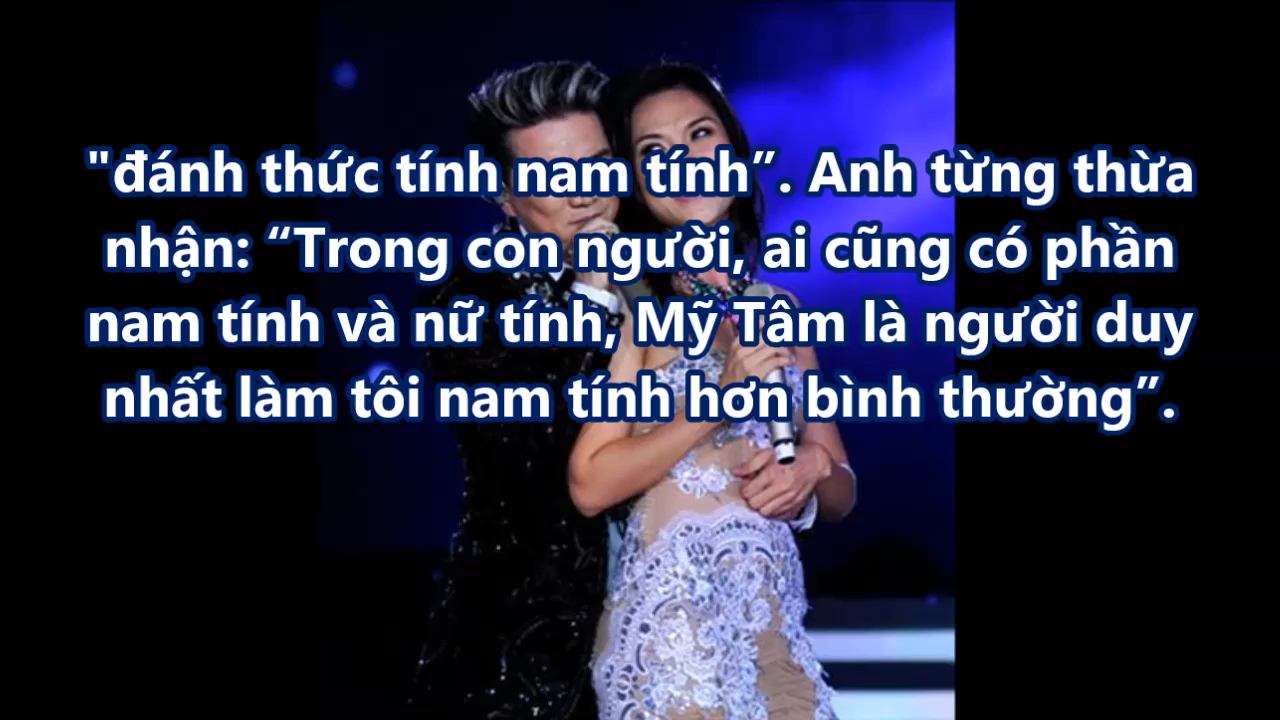 "đánh thức tính nam tính”. Anh từng thừa
nhận: “Trong con người, ai cũng có phần
nam tính và nữ tính, Mỹ Tâm là người duy
nhất làm tôi nam tính hơn bình thường”.